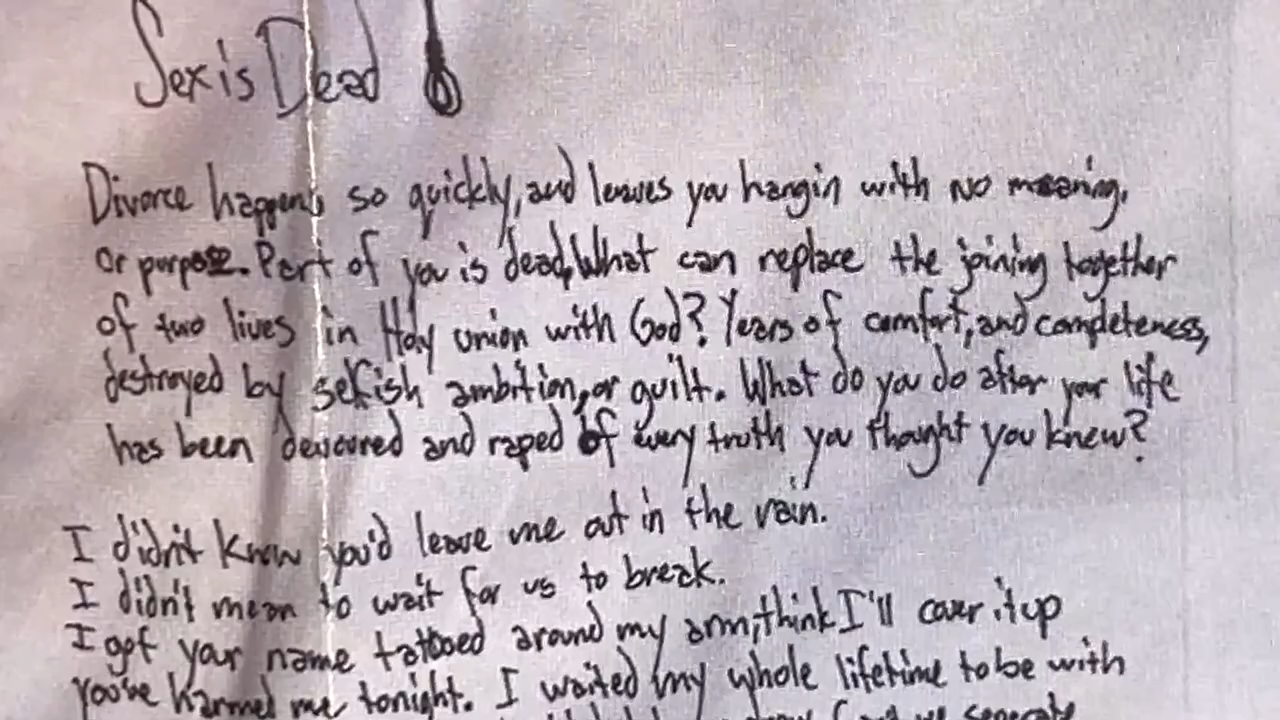 Sex is Dead
Divorce happens so quickly, and leaves you hangin with no meaning,
or purpose. Part of you is dead, What can replace the joining together
of two lives in Holy union with God? Years of comfort, and completeness,
destroyed by selfish ambition, or guilt. What do you do after your life
has been devoured and raped of every truth you thought you knew?
I didn't know you'd leave me out in the rain.
I didn't mean to wait for us to break.
I got your name tattooed around my arm, think I'll cover it up
you've harmed me tonight. I waited my whole lifetime to be with
we seperate